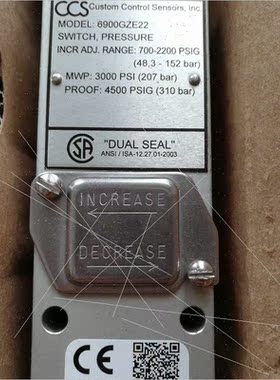 CCS Custom Control Sensors, Inc.
MODEL: 6900GZE22
SWITCH, PRESSURE
INCR ADJ. RANGE: 700-2200 PSIG
(48,3 - 152 bar)
MWP: 3000 PSI (207 bar)
PROOF: 4500 PSIG (310 bar)
SA "DUAL SEAL"
ANSI / ISA-12.27.01-2003
INCREASE
DECREASE
CE